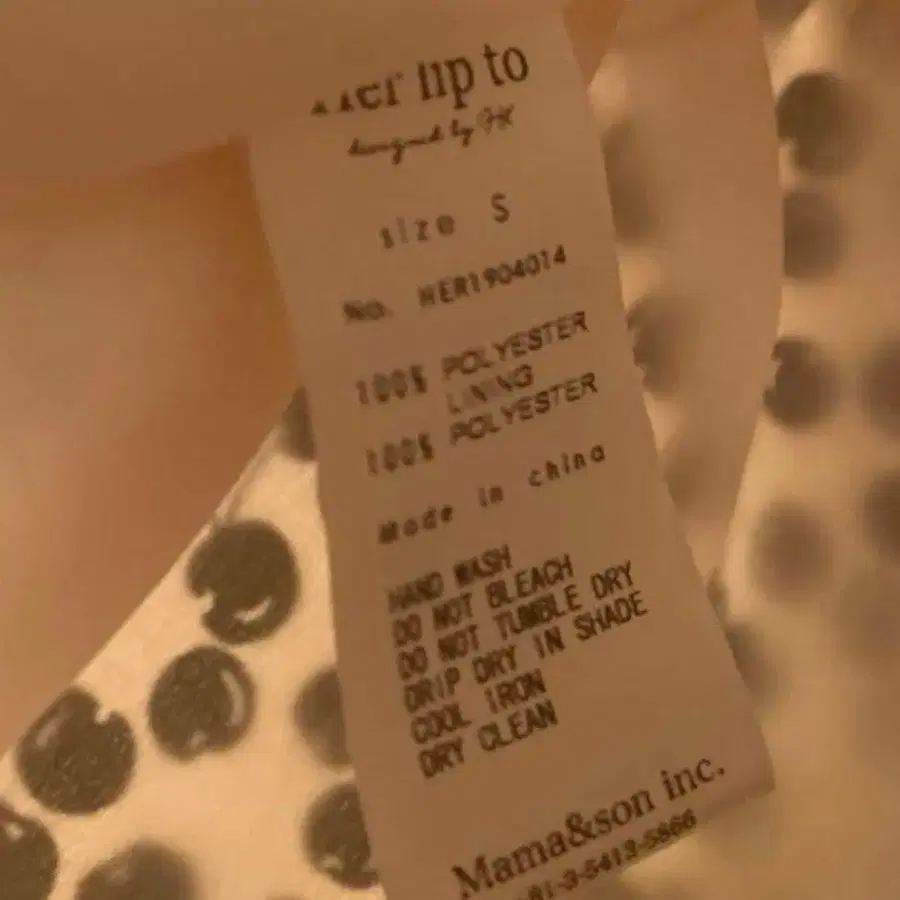 Her lip to
designed by HK
size S
No. HER1904014
100% POLYESTER
LINING
100% POLYESTER
Made in china
HAND WASH
DO NOT BLEACH
DO NOT TUMBLE DRY
DRIP DRY IN SHADE
COOL IRON
DRY CLEAN
Mama&son inc.
81-3-5413-5866